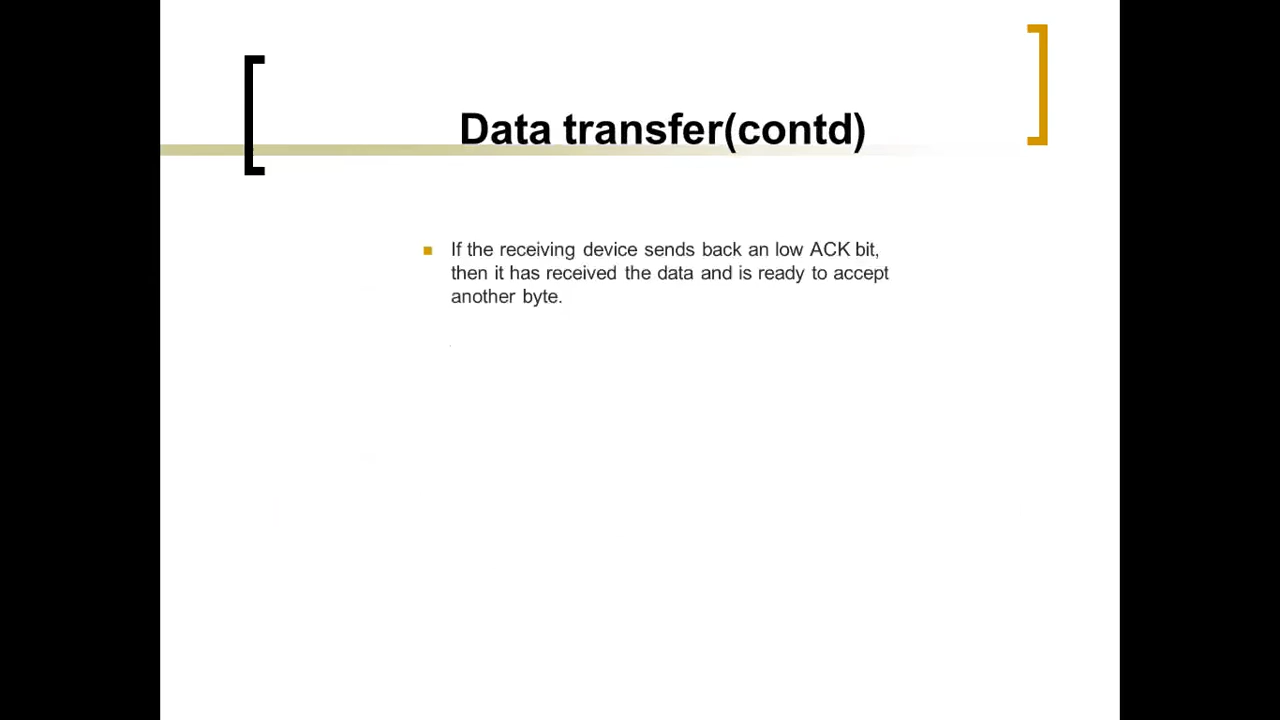 Data transfer(contd)
If the receiving device sends back an low ACK bit,
then it has received the data and is ready to accept
another byte.